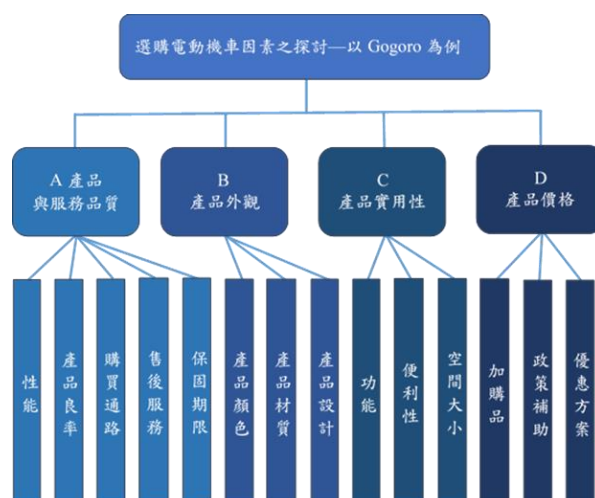 選購電動機車因素之探討—以 Gogoro 為例
A 產品
與服務品質
B
產品外觀
C
產品實用性
D
產品價格
性能
產品良率
購買通路
售後服務
保固期限
產品顏色
產品材質
產品設計
功能
便利性
空間大小
加購品
政策補助
優惠方案